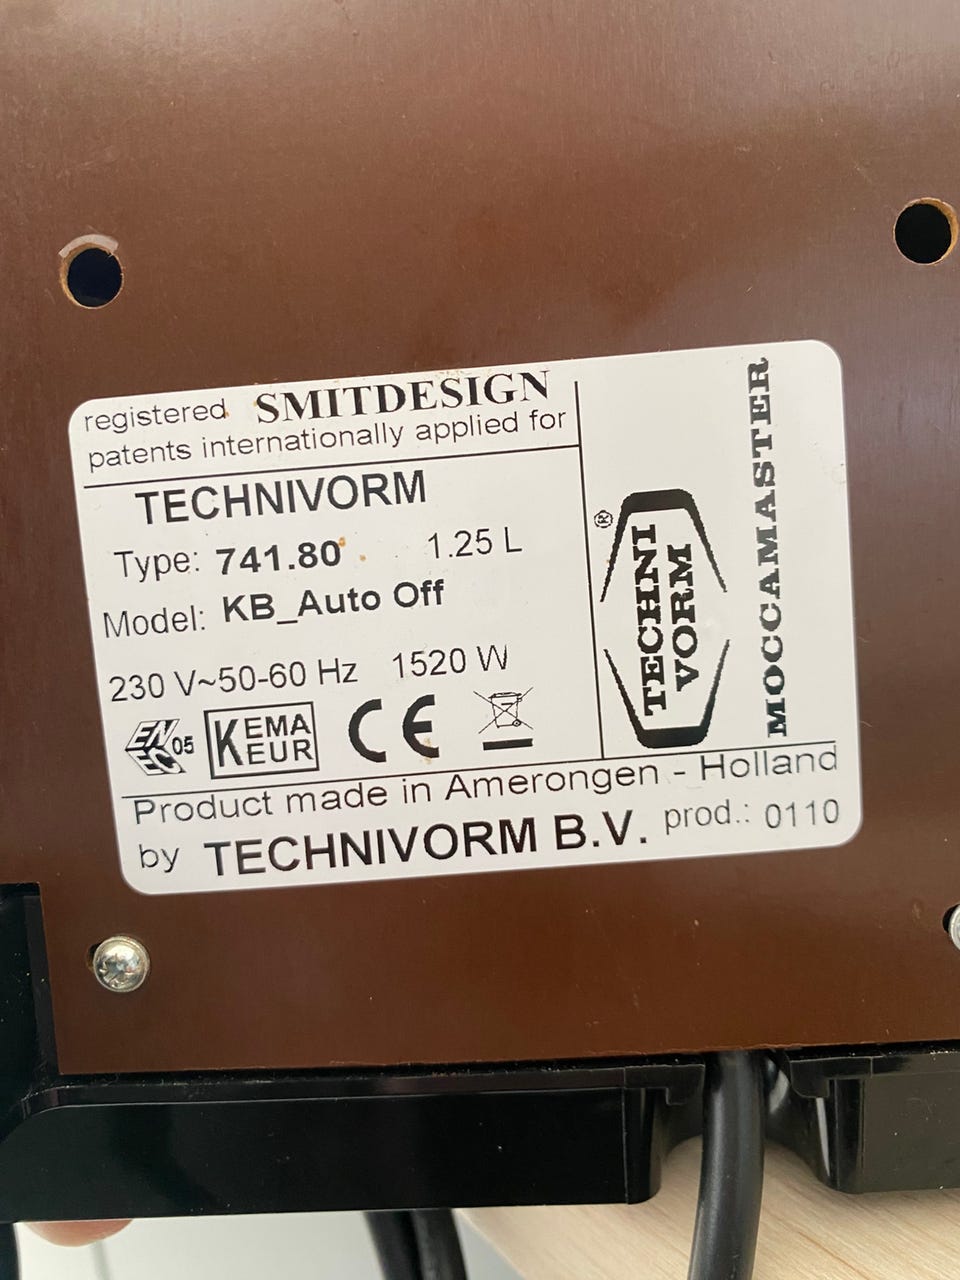 registered SMITDESIGN
patents internationally applied for
TECHNIVORM
Type: 741.80 1.25 L
Model: KB_Auto Off
230 V~50-60 Hz 1520 W
ENEC 05 KEMA KEUR CE
® TECHNI
VORM
MOCCAMASTER
Product made in Amerongen - Holland
by TECHNIVORM B.V. prod.: 0110